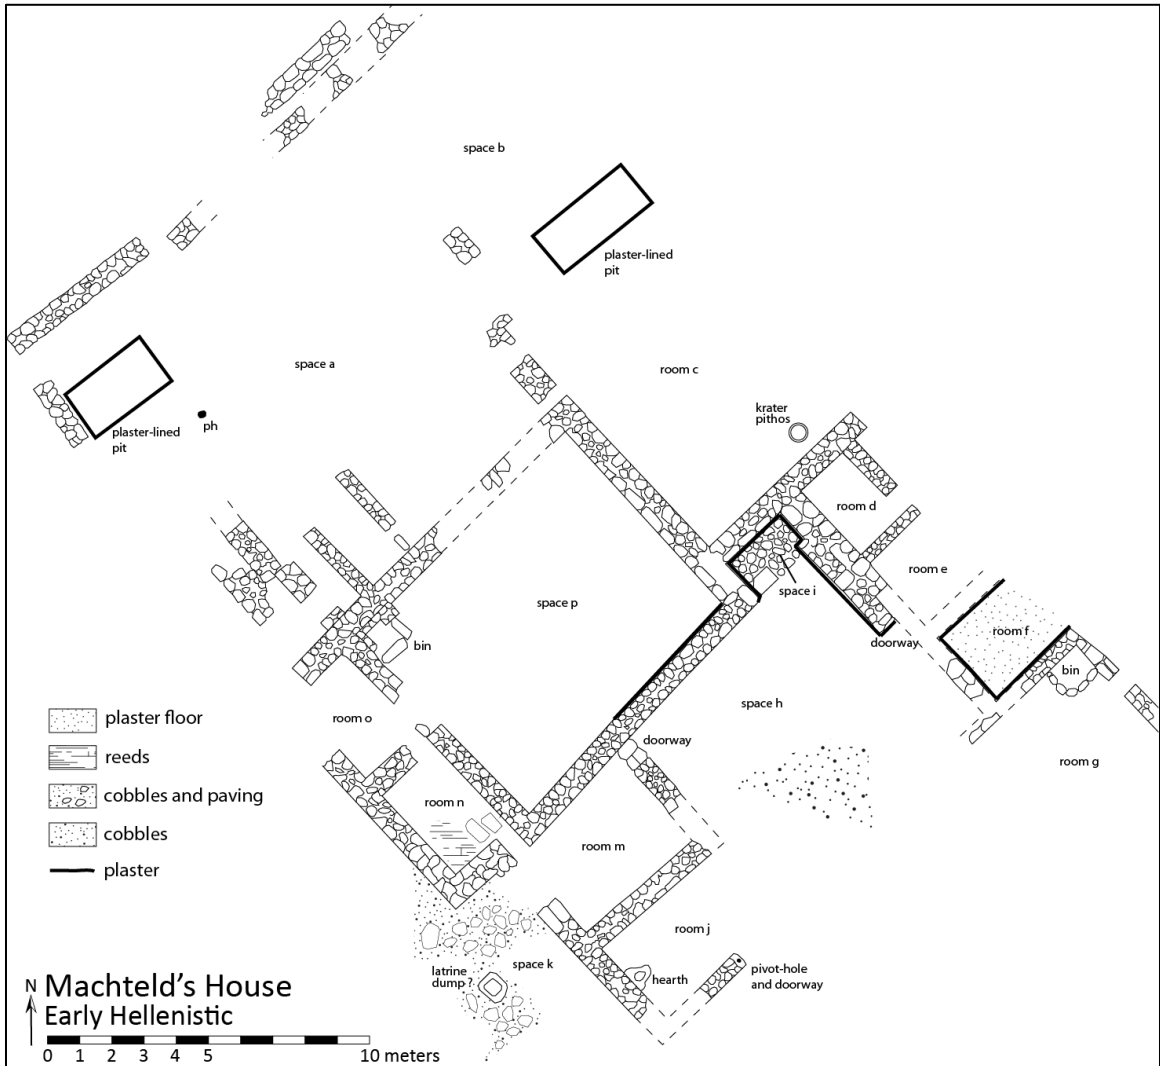 space b
plaster-lined
pit
space a
room c
plaster-lined
pit
ph
krater
pithos
room d
room e
space i
space p
doorway
room f
bin
bin
space h
room o
doorway
room g
plaster floor
reeds
cobbles and paving
cobbles
plaster
room n
room m
room j
space k
latrine
dump ?
hearth
pivot-hole
and doorway
N
Machteld's House
Early Hellenistic
0 1 2 3 4 5 10 meters